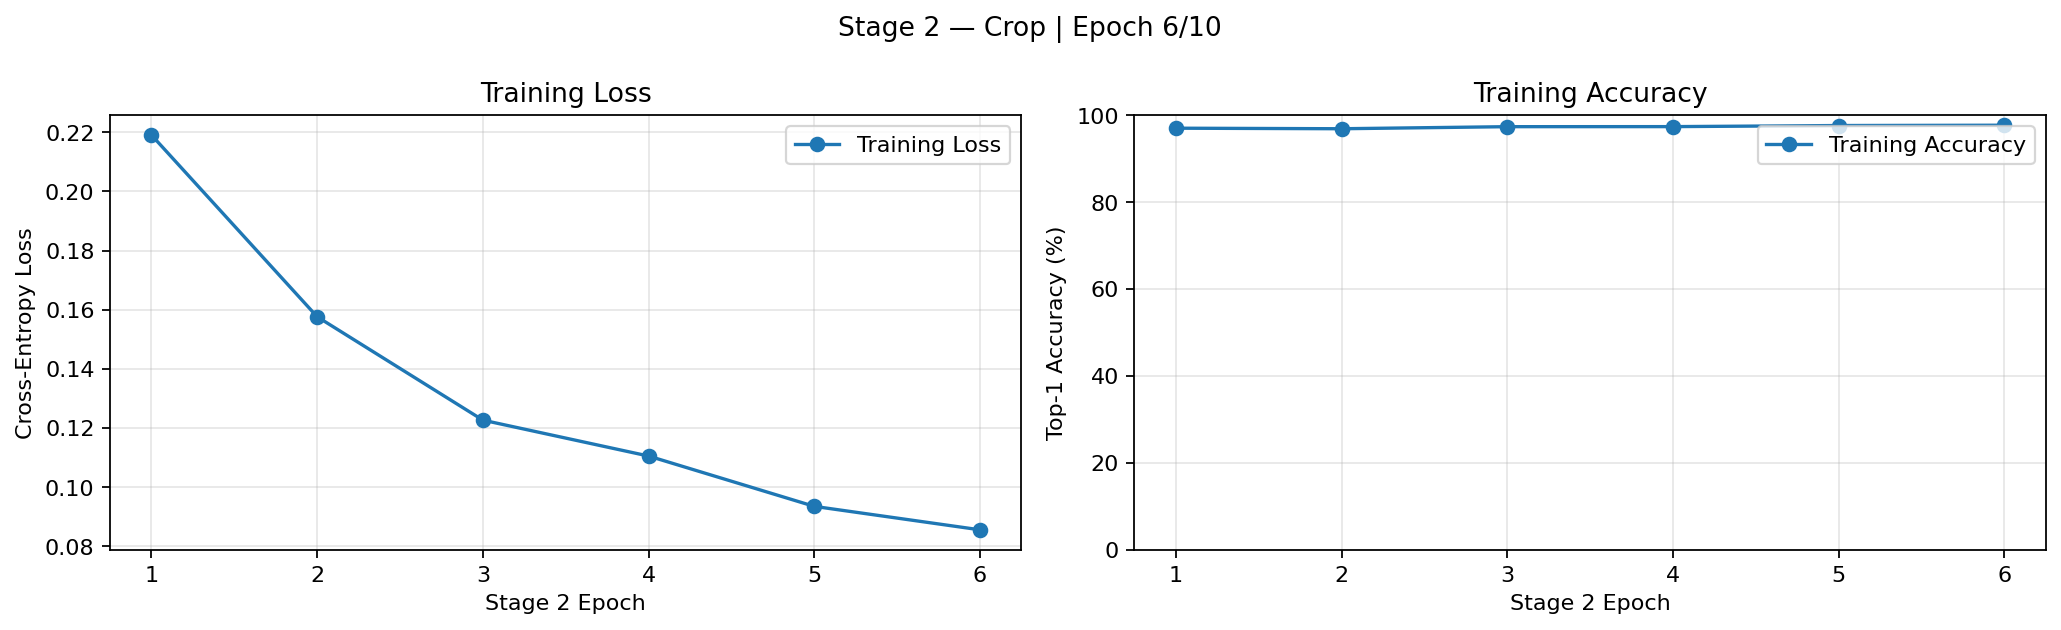 Stage 2 — Crop | Epoch 6/10
Training Loss
Training Loss
Cross-Entropy Loss
0.22
0.20
0.18
0.16
0.14
0.12
0.10
0.08
1 2 3 4 5 6
Stage 2 Epoch
Training Accuracy
Training Accuracy
Top-1 Accuracy (%)
100
80
60
40
20
0
1 2 3 4 5 6
Stage 2 Epoch